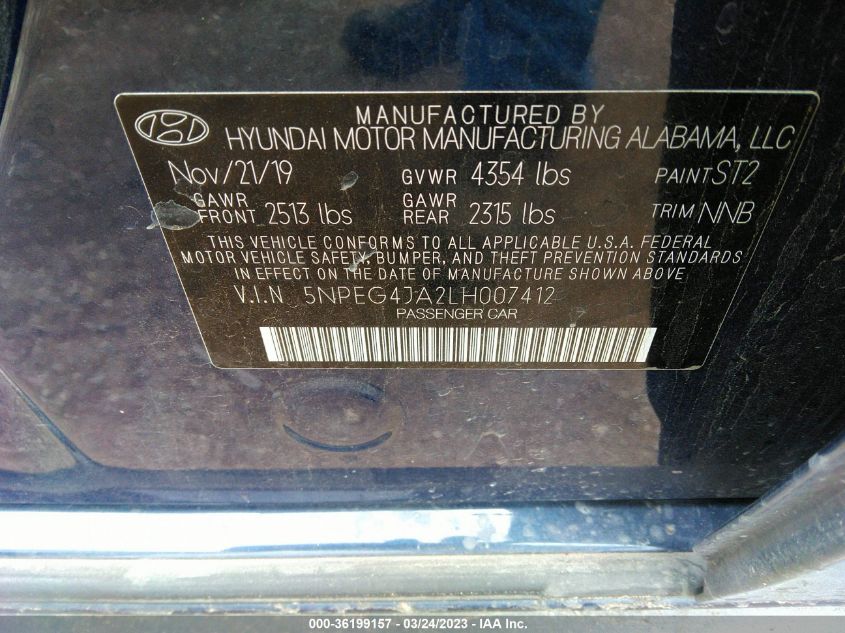 MANUFACTURED BY
HYUNDAI MOTOR MANUFACTURING ALABAMA, LLC
Nov/21/19 GVWR 4354 lbs PAINT ST2
GAWR FRONT 2513 lbs GAWR REAR 2315 lbs TRIM NNB
THIS VEHICLE CONFORMS TO ALL APPLICABLE U.S.A. FEDERAL
MOTOR VEHICLE SAFETY, BUMPER, AND THEFT PREVENTION STANDARDS
IN EFFECT ON THE DATE OF MANUFACTURE SHOWN ABOVE
V.I.N 5NPEG4JA2LH007412
PASSENGER CAR
000-36199157 - 03/24/2023 - IAA Inc.